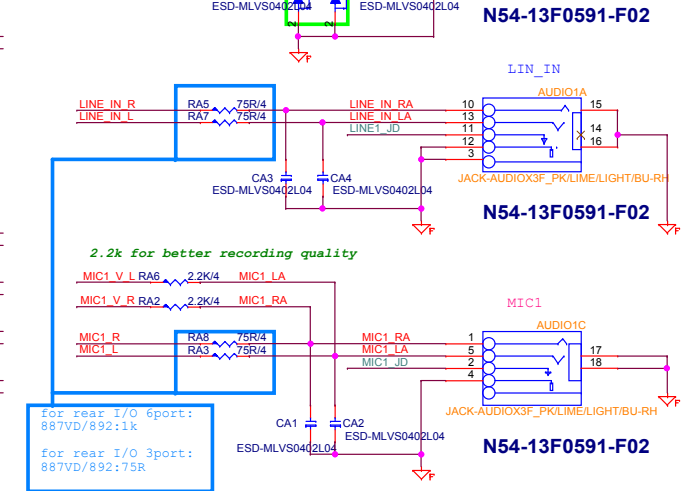 ESD-MLVS0402L04 ESD-MLVS0402L04
2 2
N54-13F0591-F02
F
LIN_IN
AUDIO1A
LINE_IN_R RA5 75R/4 LINE_IN_RA 10 15
LINE_IN_L RA7 75R/4 LINE_IN_LA 13
LINE1_JD 11 14
12 16
3
CA3 CA4
ESD-MLVS0402L04 ESD-MLVS0402L04
JACK-AUDIOX3F_PK/LIME/LIGHT/BU-RH
N54-13F0591-F02
F F
2.2k for better recording quality
MIC1_V_L RA6 2.2K/4 MIC1_LA
MIC1_V_R RA2 2.2K/4 MIC1_RA
MIC1
AUDIO1C
MIC1_R RA8 75R/4 MIC1_RA 1
MIC1_L RA3 75R/4 MIC1_LA 5 17
MIC1_JD 2 18
4
JACK-AUDIOX3F_PK/LIME/LIGHT/BU-RH
F
for rear I/O 6port:
887VD/892:1k
for rear I/O 3port:
887VD/892:75R
CA1 CA2
ESD-MLVS0402L04
ESD-MLVS0402L04
N54-13F0591-F02
F